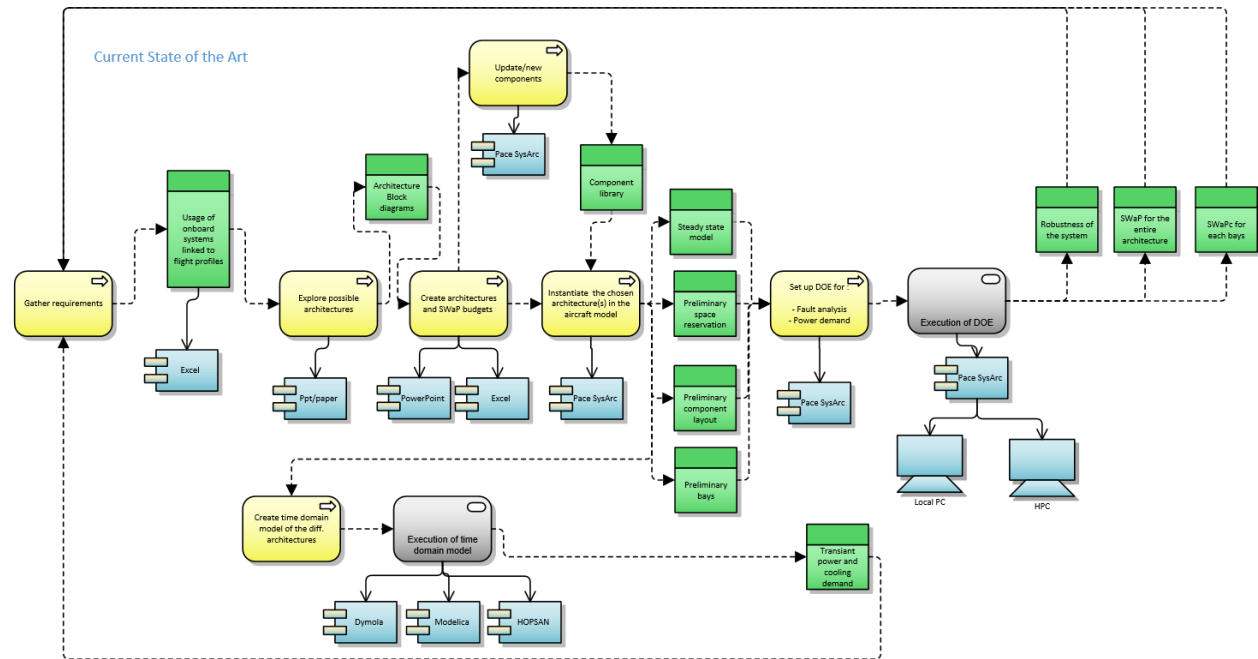 Current State of the Art
Update/new
components
Pace SysArc
Architecture
Block
diagrams
Component
library
Usage of
onboard
systems
linked to
flight profiles
Steady state
model
Robustness of
the system
SWaP for the
entire
architecture
SWaPc for
each bays
Gather requirements
Explore possible
architectures
Create architectures
and SWaP budgets
Instantiate the chosen
architecture(s) in the
aircraft model
Preliminary
space
reservation
Set up DOE for :
- Fault analysis
- Power demand
Execution of DOE
Excel
Ppt/paper
PowerPoint
Excel
Pace SysArc
Preliminary
component
layout
Pace SysArc
Pace SysArc
Preliminary
bays
Local PC
HPC
Create time domain
model of the diff.
architectures
Execution of time
domain model
Transiant
power and
cooling
demand
Dymola
Modelica
HOPSAN